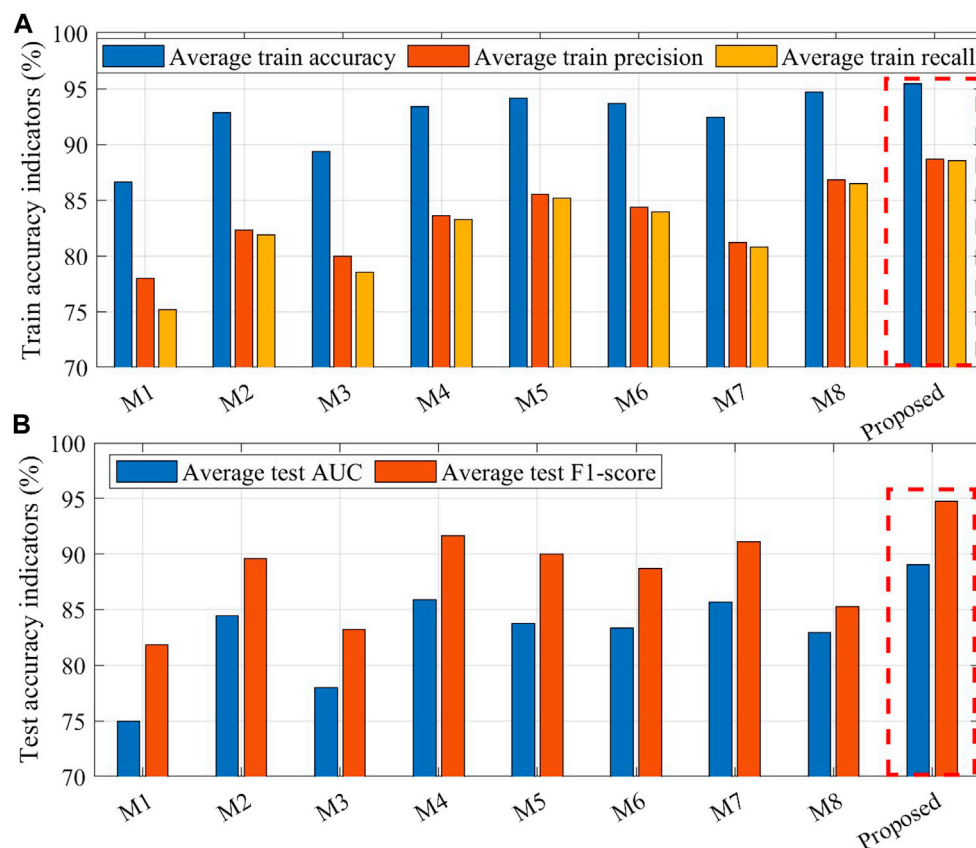 A
Train accuracy indicators (%)
100
95
90
85
80
75
70
Average train accuracy Average train precision Average train recall
M1 M2 M3 M4 M5 M6 M7 M8 Proposed
B
Test accuracy indicators (%)
100
95
90
85
80
75
70
Average test AUC Average test F1-score
M1 M2 M3 M4 M5 M6 M7 M8 Proposed